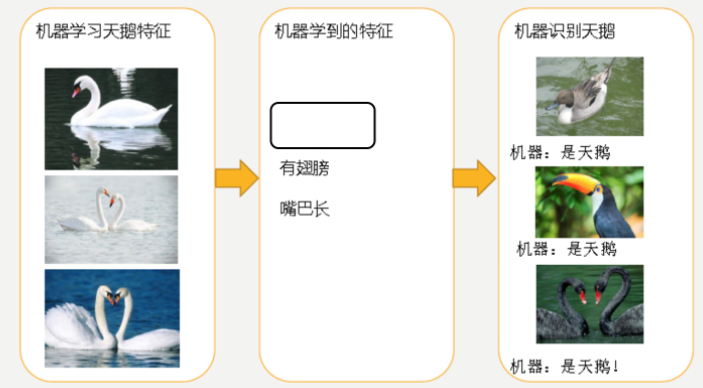 机器学习天鹅特征
机器学到的特征
有翅膀
嘴巴长
机器识别天鹅
机器：是天鹅
机器：是天鹅
机器：是天鹅！